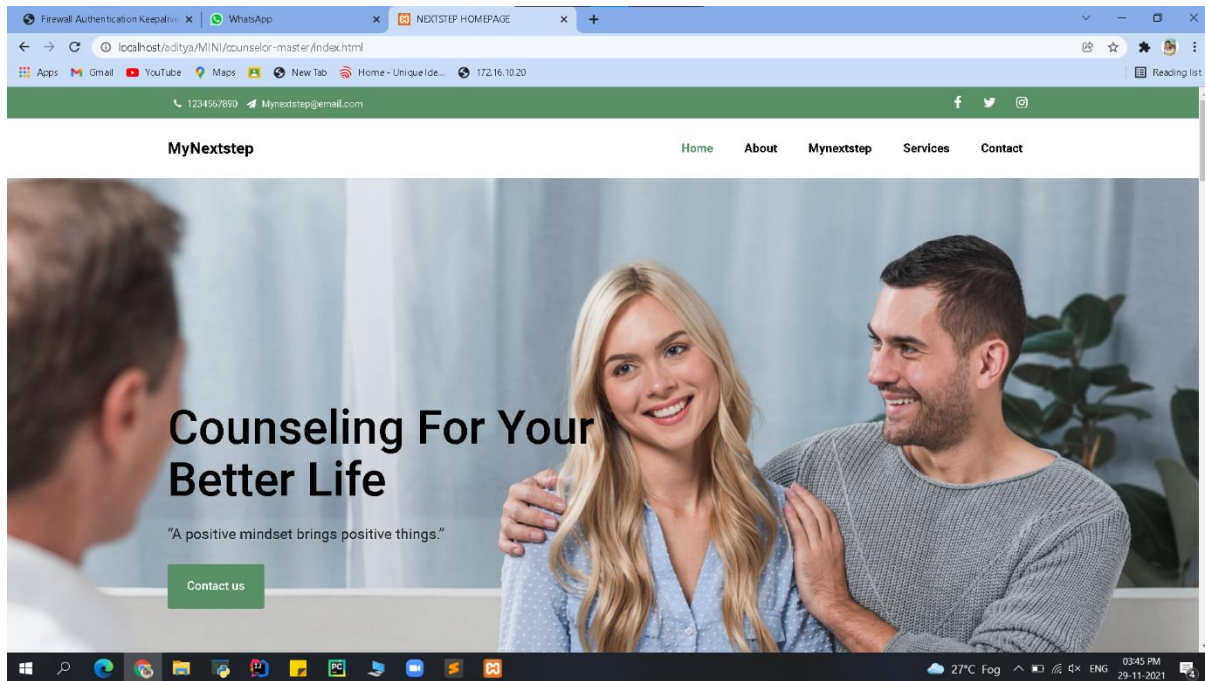 Firewall Authentication Keepalive
WhatsApp
NEXTSTEP HOMEPAGE
localhost/aditya/MINI/counselor-master/index.html
Apps Gmail YouTube Maps New Tab Home - Unique Ide... 172.16.10.20 Reading list
1234567890 Mynextstep@email.com
MyNextstep Home About Mynextstep Services Contact
Counseling For Your
Better Life
“A positive mindset brings positive things.”
Contact us
27°C Fog ENG 03:45 PM
29-11-2021